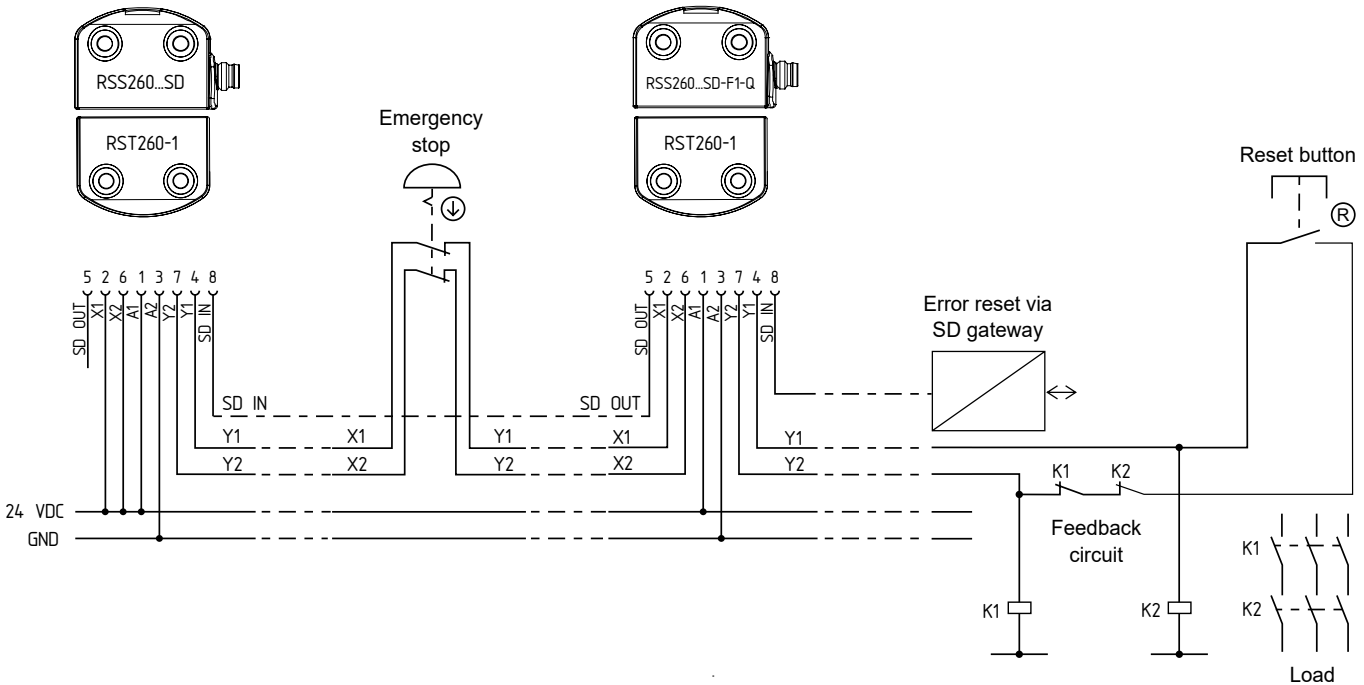 RSS260...SD
RST260-1
Emergency
stop
RSS260...SD-F1-Q
RST260-1
Reset button
R
5 2 6 1 3 7 4 8
SD OUT
X1
X2
A1
A2
Y2
Y1
SD IN
5 2 6 1 3 7 4 8
SD OUT
X1
X2
A1
A2
Y2
Y1
SD IN
Error reset via
SD gateway
SD IN
SD OUT
Y1 X1 Y1 X1 Y1
Y2 X2 Y2 X2 Y2
K1 K2
24 VDC
GND
Feedback
circuit
K1
K2
K1
K2
Load